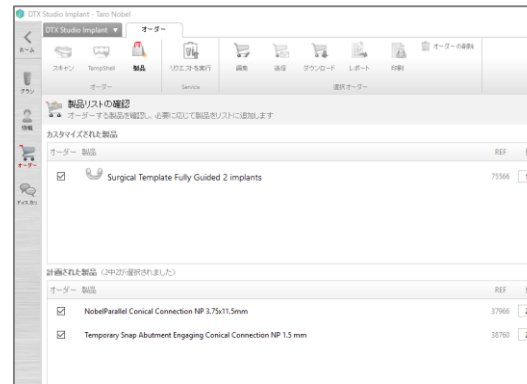 DTX Studio Implant - Taro Nobel
DTX Studio Implant ▼ オーダー
ホーム
スキャン TempShell 製品 リクエストを実行 編集 送信 ダウンロード レポート 印刷 オーダーの削除
オーダー Service 選択オーダー
プラン
製品リストの確認
オーダーする製品を確認し、必要に応じて製品をリストに追加します
情報
カスタマイズされた製品
オーダー 製品 REF
オーダー
Surgical Template Fully Guided 2 implants 75566
計画された製品 (2中2が選択されました)
オーダー 製品 REF
NobelParallel Conical Connection NP 3.75x11.5mm 37966 2
Temporary Snap Abutment Engaging Conical Connection NP 1.5 mm 38760 2